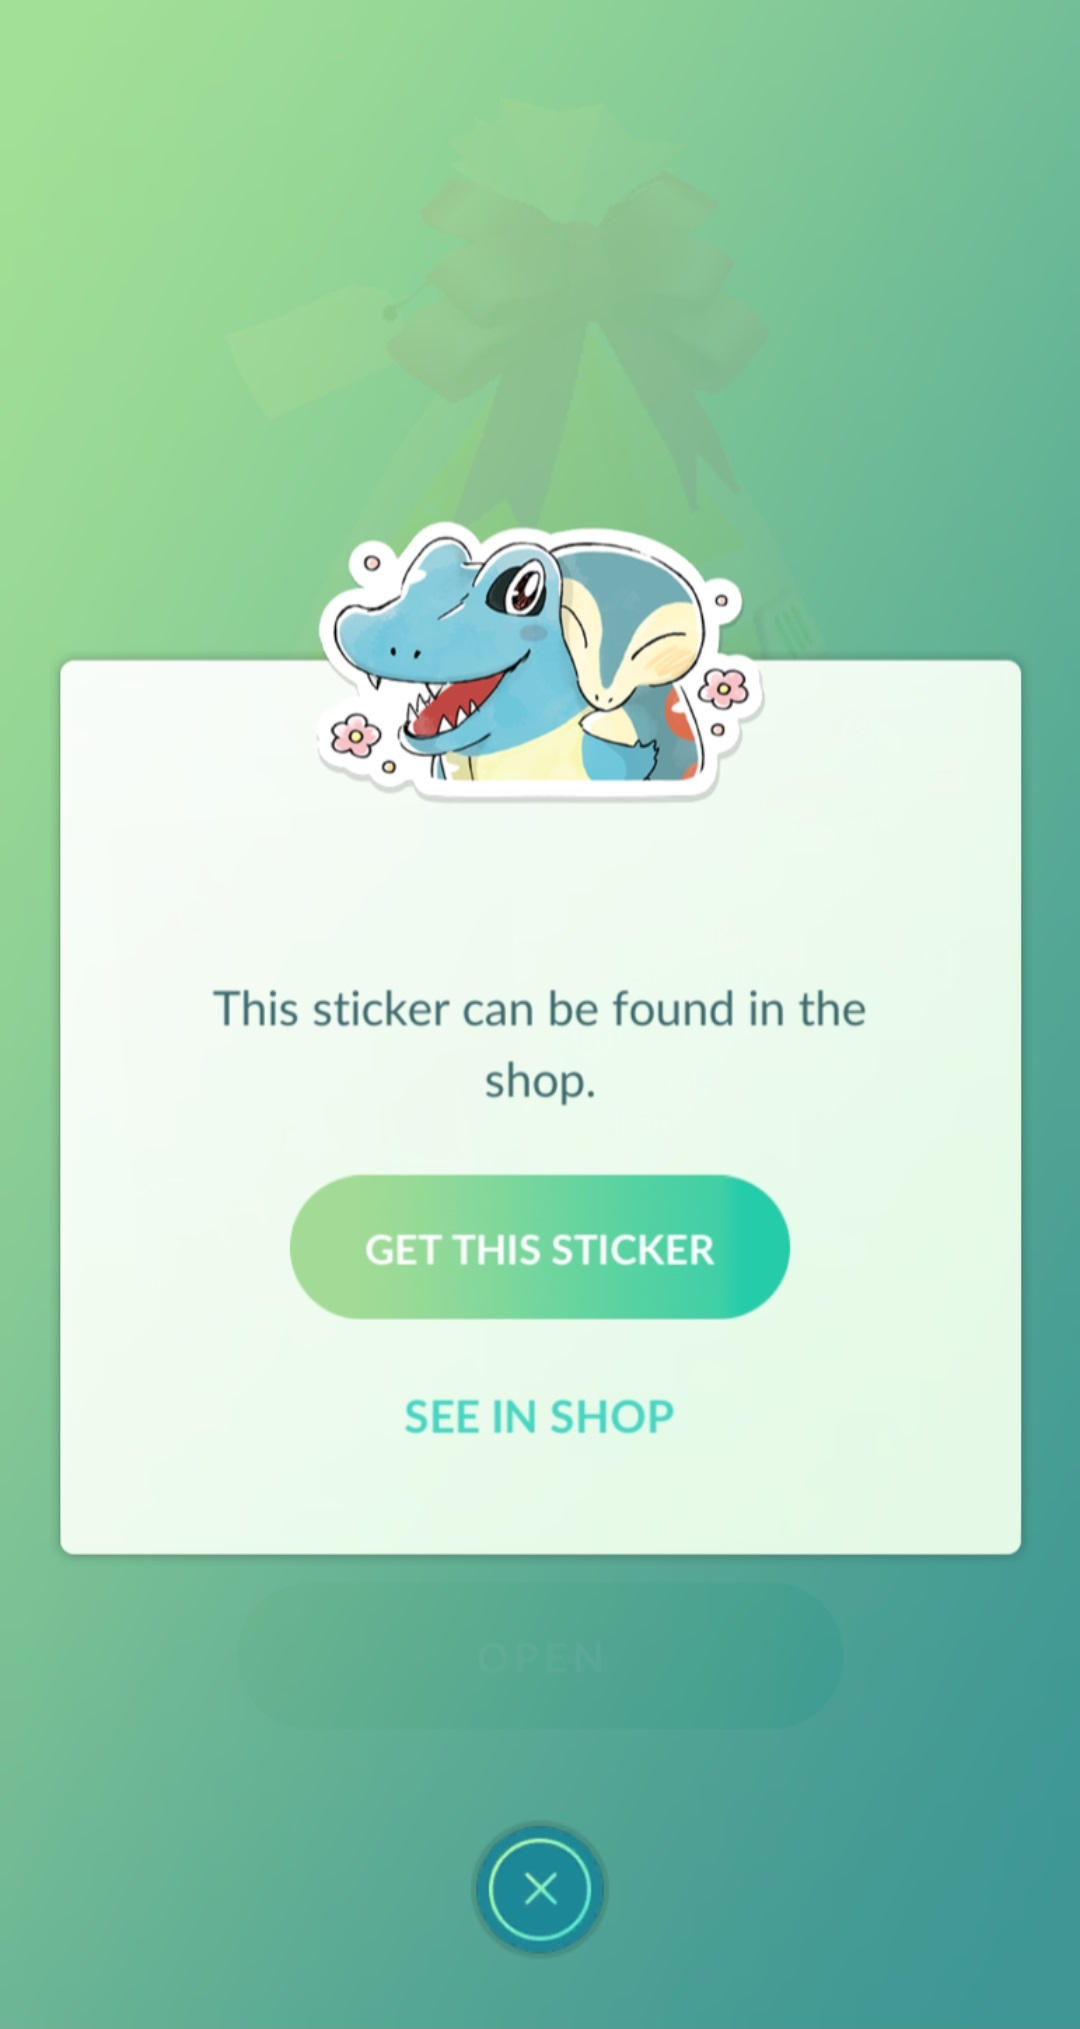 This sticker can be found in the
shop.
GET THIS STICKER
SEE IN SHOP
OPEN